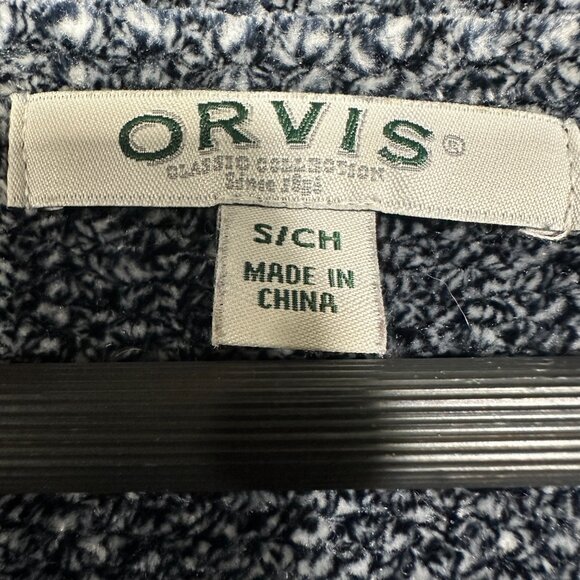 ORVIS®
CLASSIC COLLECTION
Since 1856
S/CH
MADE IN
CHINA